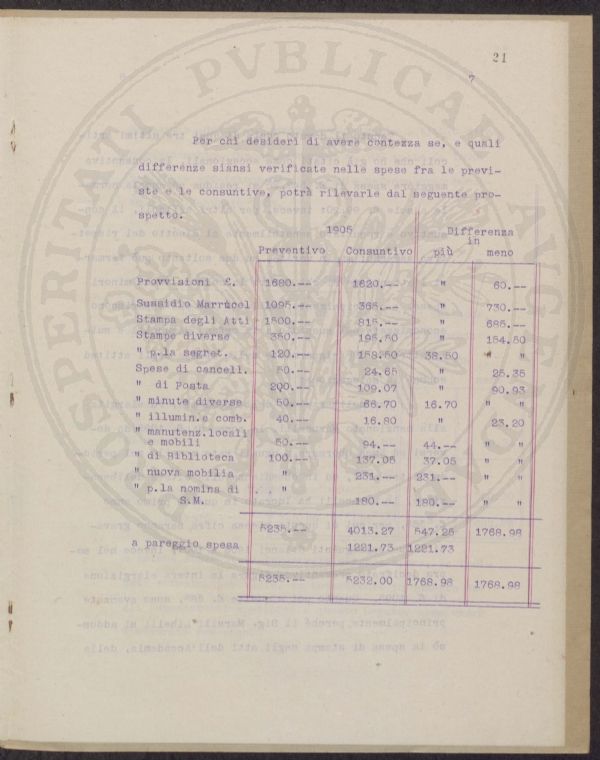 21
7
PROSPERITATI PVBLICAE AVGENDAE
Per chi desideri di avere contezza se, e quali
differenze siansi verificate nelle spese fra le previ-
ste e le consuntive, potrà rilevarle dal seguente pro-
spetto.
1905 Differenza
in
Preventivo Consuntivo più meno
Provvisioni £. 1680.-- 1620.-- " 60.--
Sussidio Marrucel 1095.-- 365.-- " 730.--
Stampa degli Atti 1500.-- 815.-- " 685.--
Stampe diverse 350.-- 195.50 " 154.50
" p.la segret. 120.-- 158.50 38.50 " "
Spese di cancell. 50.-- 24.65 " 25.35
" di Posta 200.-- 109.07 " 90.93
" minute diverse 50.-- 66.70 16.70 " "
" illumin.e comb. 40.-- 16.80 " 23.20
" manutenz.locali
e mobili 50.-- 94.-- 44.-- " "
" di Biblioteca 100.-- 137.05 37.05 " "
" nuova mobilia " 231.-- 231.-- " "
" p.la nomina di . . "
S.M. 180.-- 180.-- " "
5235.-- 4013.27 547.25 1768.98
a pareggio spesa 1221.73 1221.73
5235.-- 5232.00 1768.98 1768.98